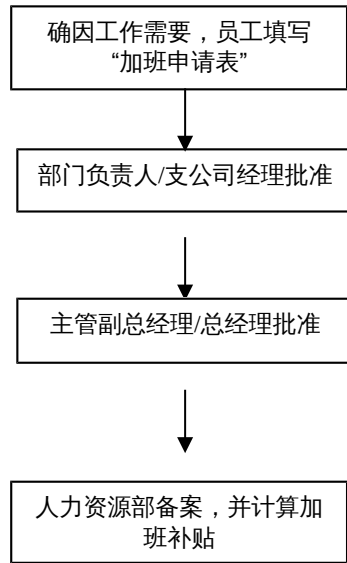 确因工作需要，员工填写
“加班申请表”
部门负责人/支公司经理批准
主管副总经理/总经理批准
人力资源部备案，并计算加
班补贴